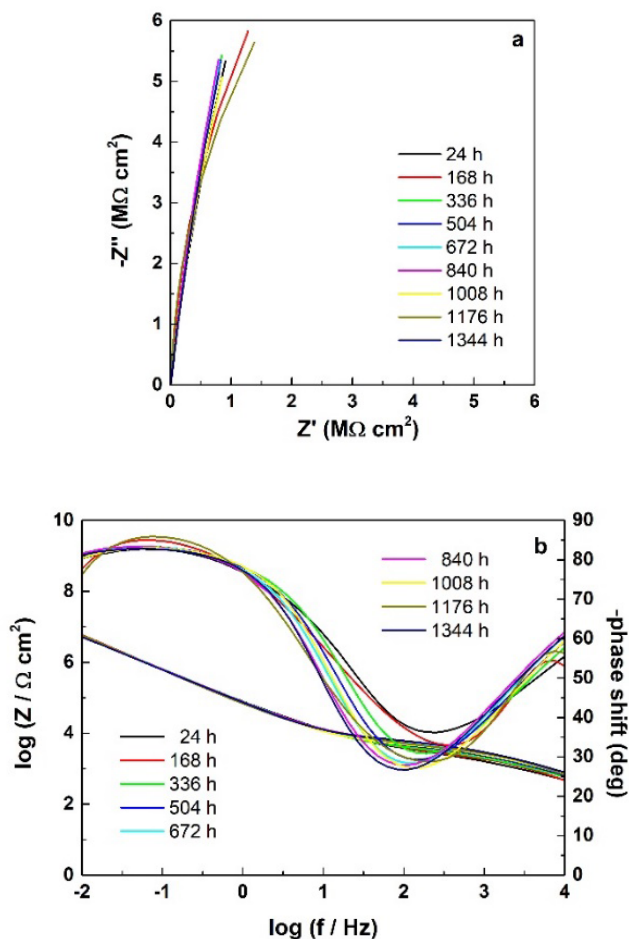 a
6
5
4
3
2
1
0
-Z'' (MΩ cm²)
24 h
168 h
336 h
504 h
672 h
840 h
1008 h
1176 h
1344 h
0 1 2 3 4 5 6
Z' (MΩ cm²)
b
10
8
6
4
2
0
log (Z / Ω cm²)
840 h
1008 h
1176 h
1344 h
24 h
168 h
336 h
504 h
672 h
90
80
70
60
50
40
30
20
10
0
-phase shift (deg)
-2 -1 0 1 2 3 4
log (f / Hz)